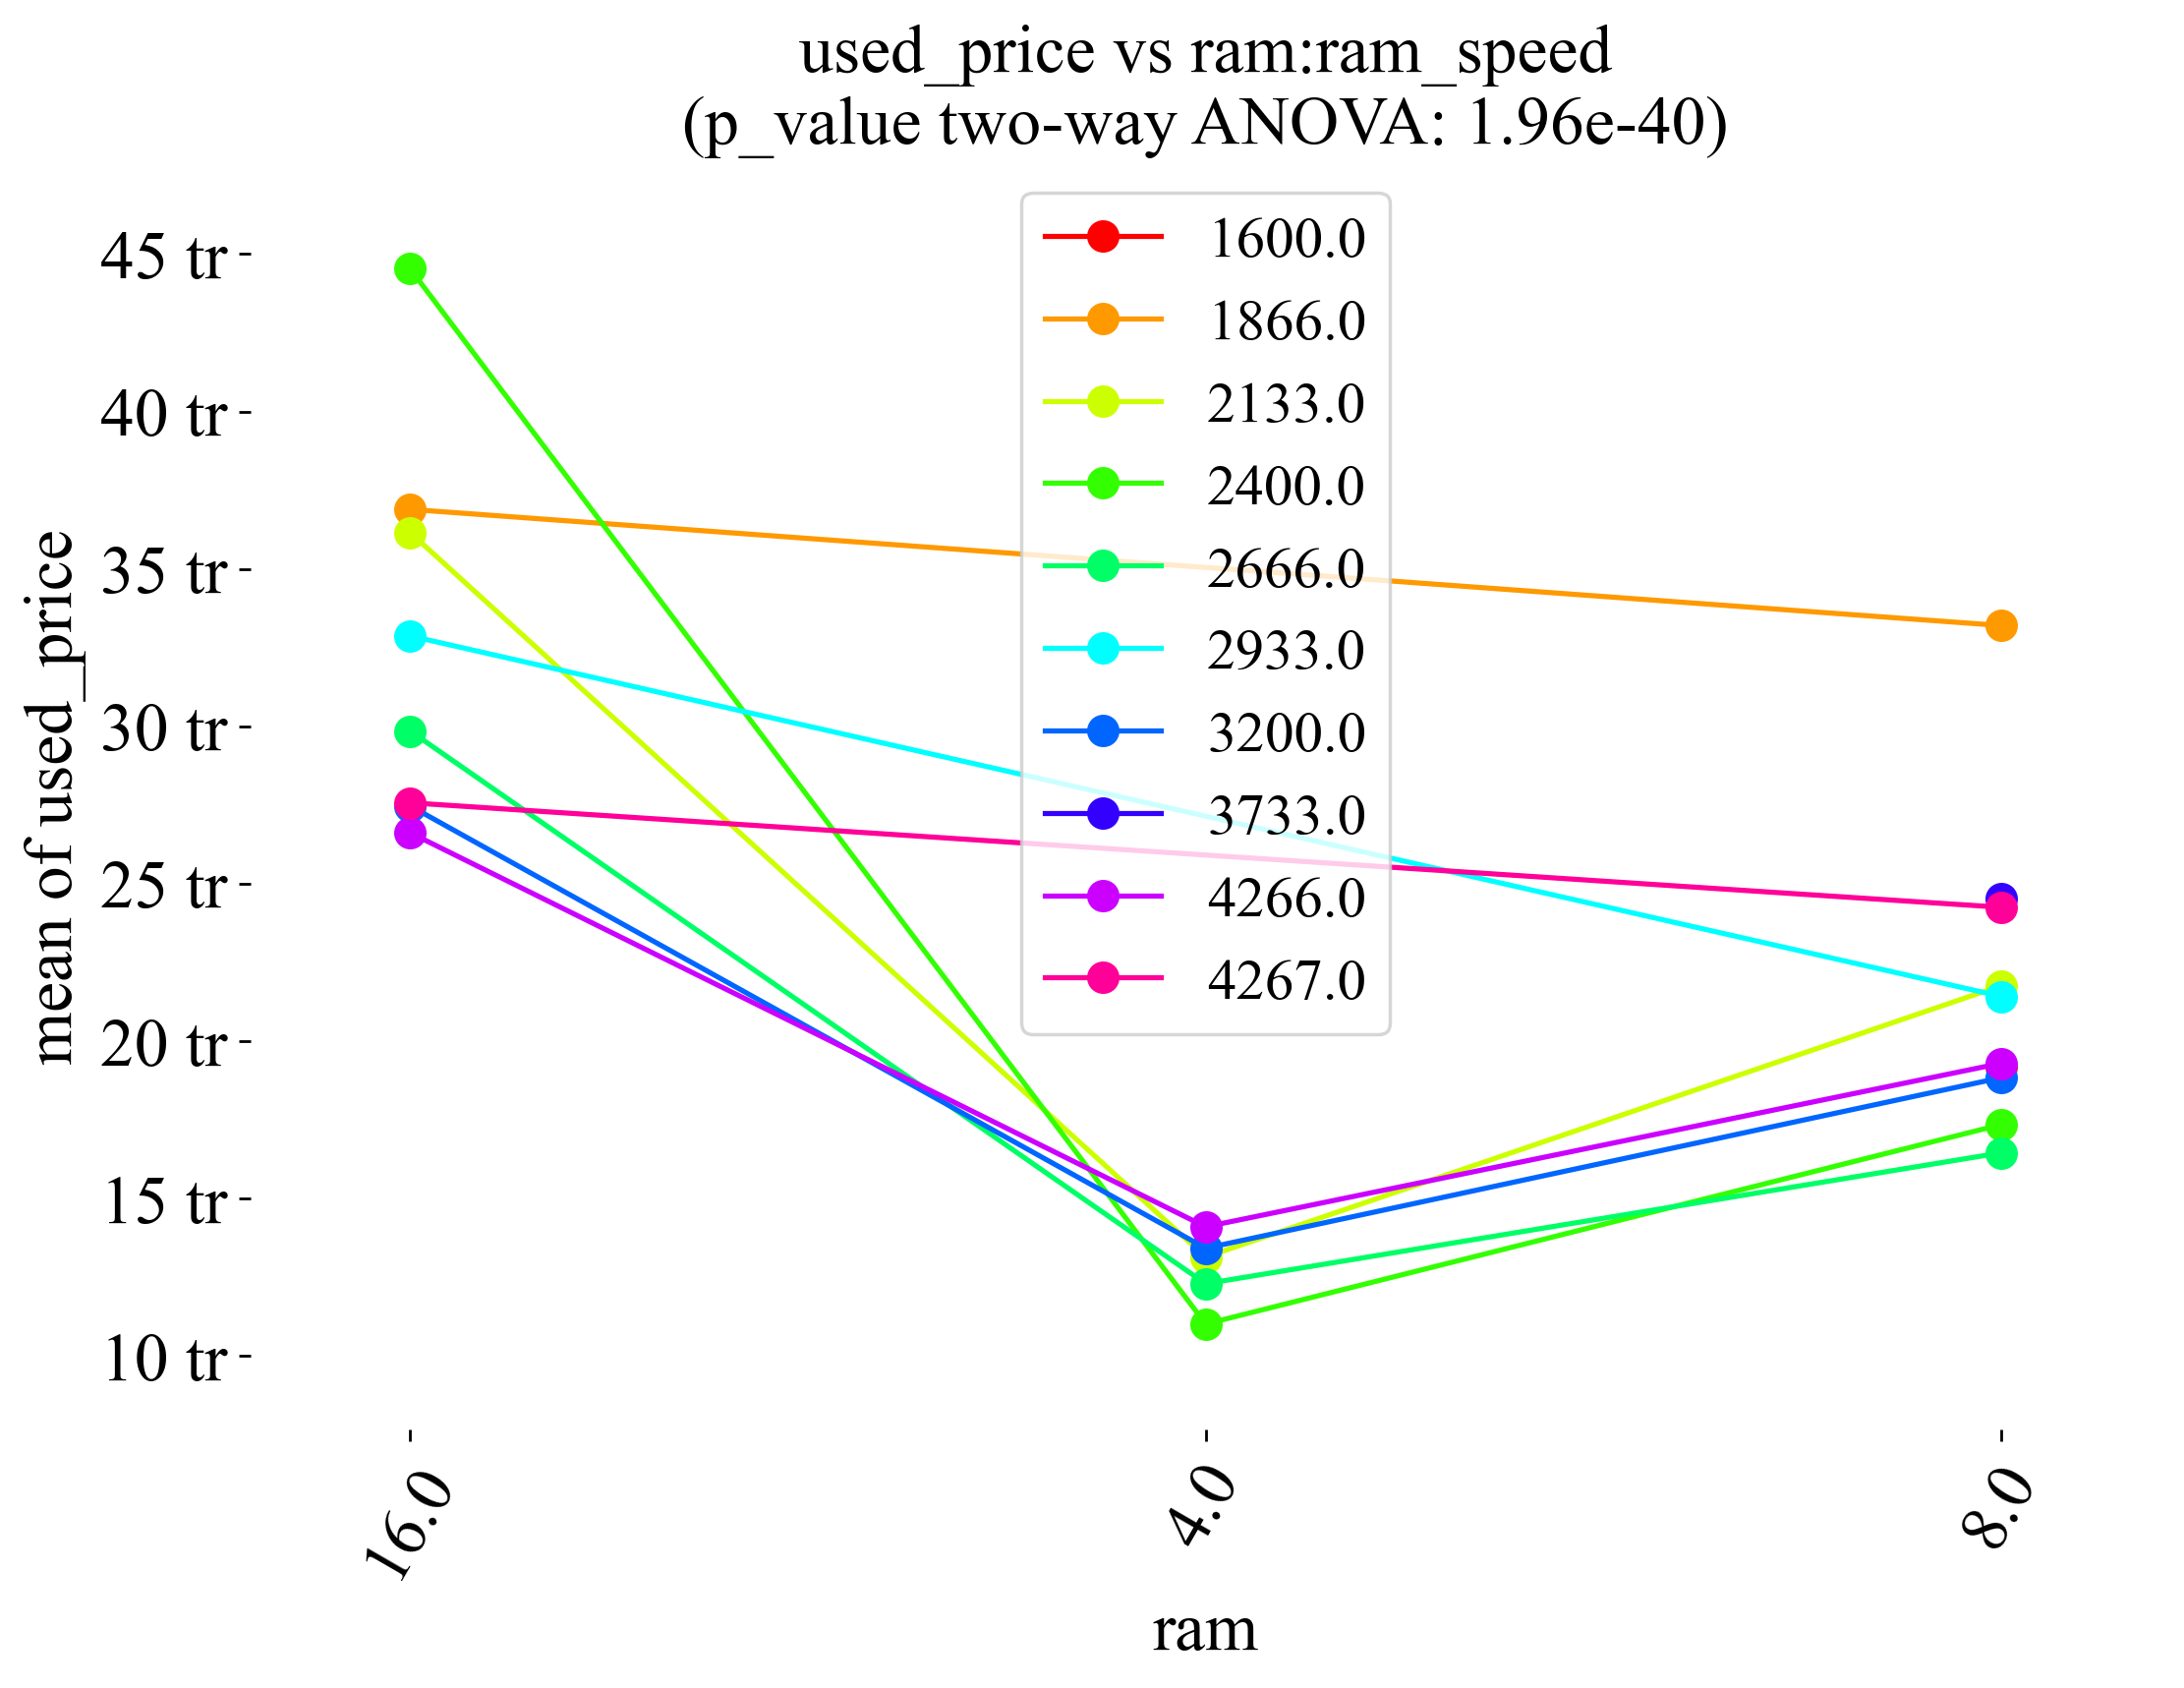 used_price vs ram:ram_speed
(p_value two-way ANOVA: 1.96e-40)
mean of used_price
45 tr
40 tr
35 tr
30 tr
25 tr
20 tr
15 tr
10 tr
1600.0
1866.0
2133.0
2400.0
2666.0
2933.0
3200.0
3733.0
4266.0
4267.0
16.0
4.0
8.0
ram